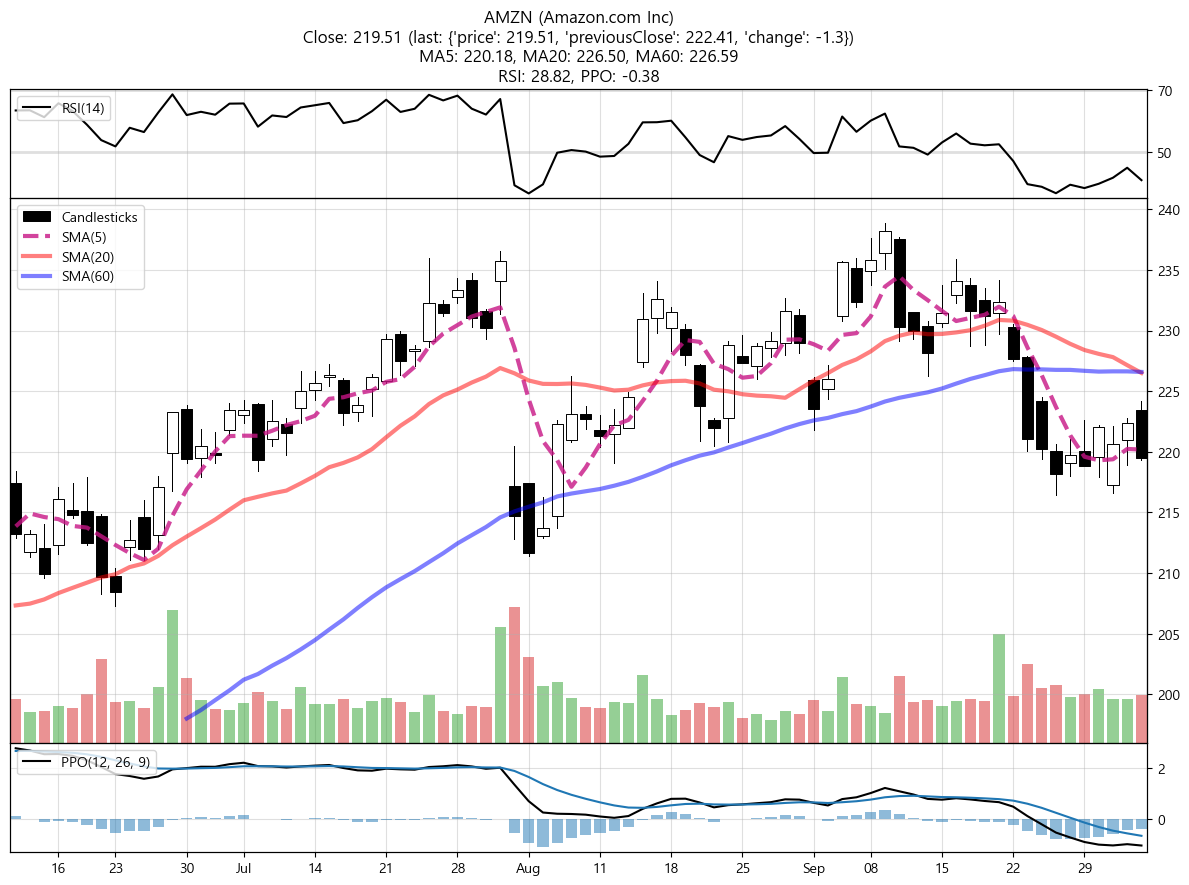 AMZN (Amazon.com Inc)
Close: 219.51 (last: {'price': 219.51, 'previousClose': 222.41, 'change': -1.3})
MA5: 220.18, MA20: 226.50, MA60: 226.59
RSI: 28.82, PPO: -0.38
RSI(14)
70
50
Candlesticks
SMA(5)
SMA(20)
SMA(60)
240
235
230
225
220
215
210
205
200
PPO(12, 26, 9)
2
0
16 23 30 Jul 14 21 28 Aug 11 18 25 Sep 08 15 22 29